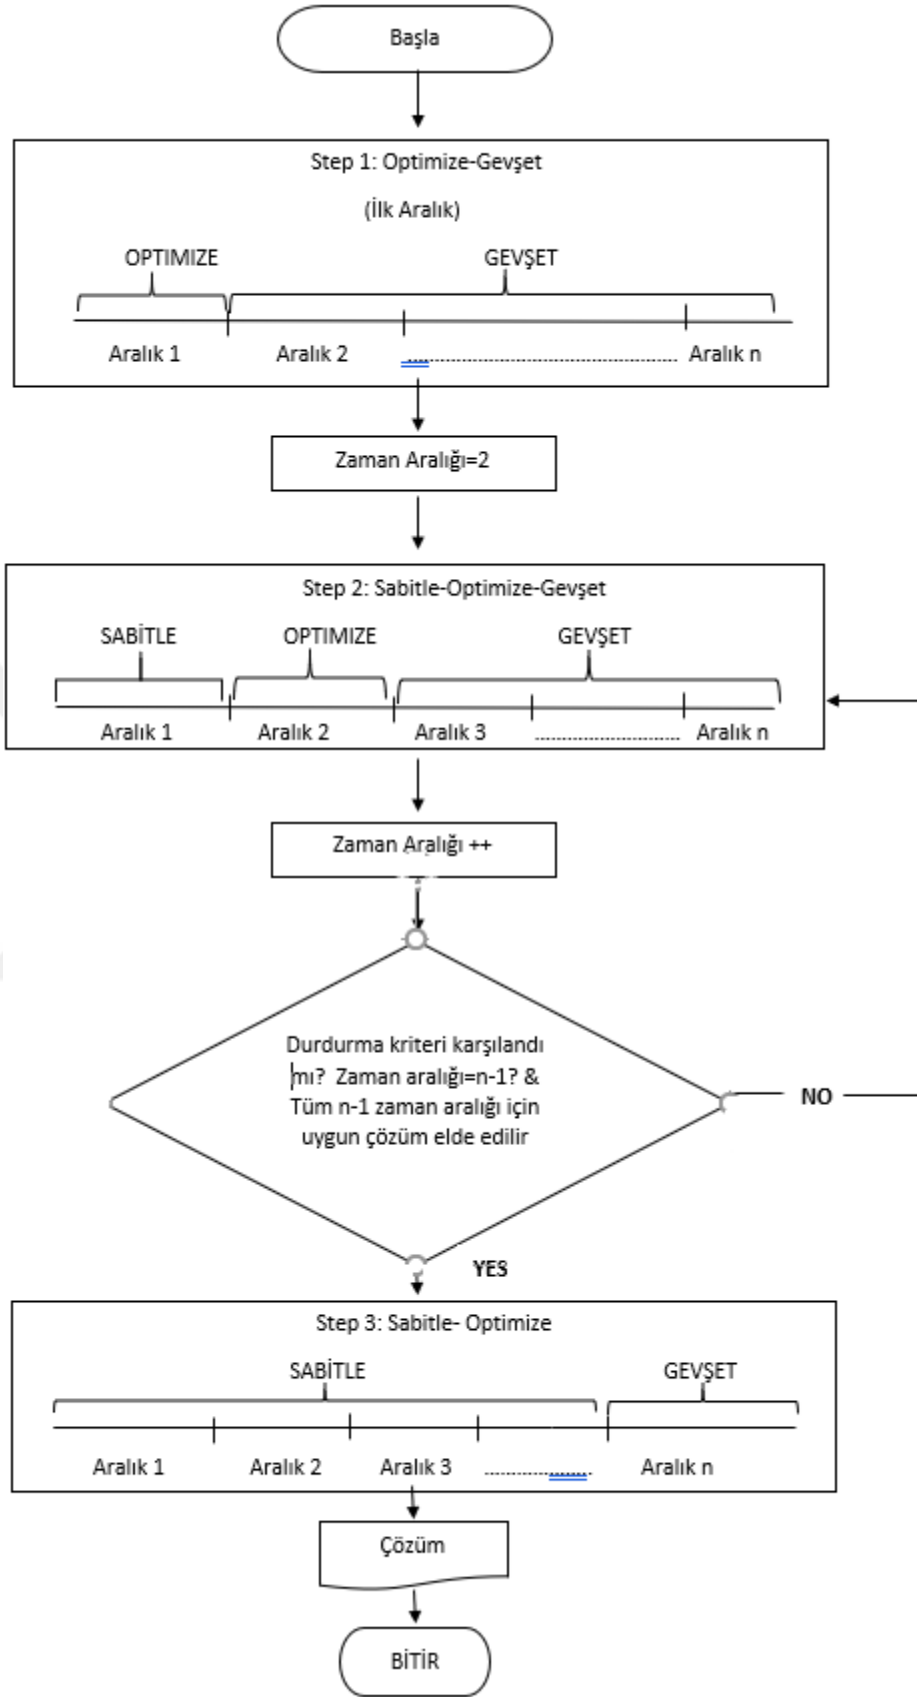 Başla
Step 1: Optimize-Gevşet
(İlk Aralık)
OPTIMIZE GEVŞET
Aralık 1 Aralık 2 Aralık n
Zaman Aralığı=2
Step 2: Sabitle-Optimize-Gevşet
SABİTLE OPTIMIZE GEVŞET
Aralık 1 Aralık 2 Aralık 3 Aralık n
Zaman Aralığı ++
Durdurma kriteri karşılandı
mı? Zaman aralığı=n-1? &
Tüm n-1 zaman aralığı için
uygun çözüm elde edilir
NO
YES
Step 3: Sabitle- Optimize
SABİTLE GEVŞET
Aralık 1 Aralık 2 Aralık 3 Aralık n
Çözüm
BİTİR